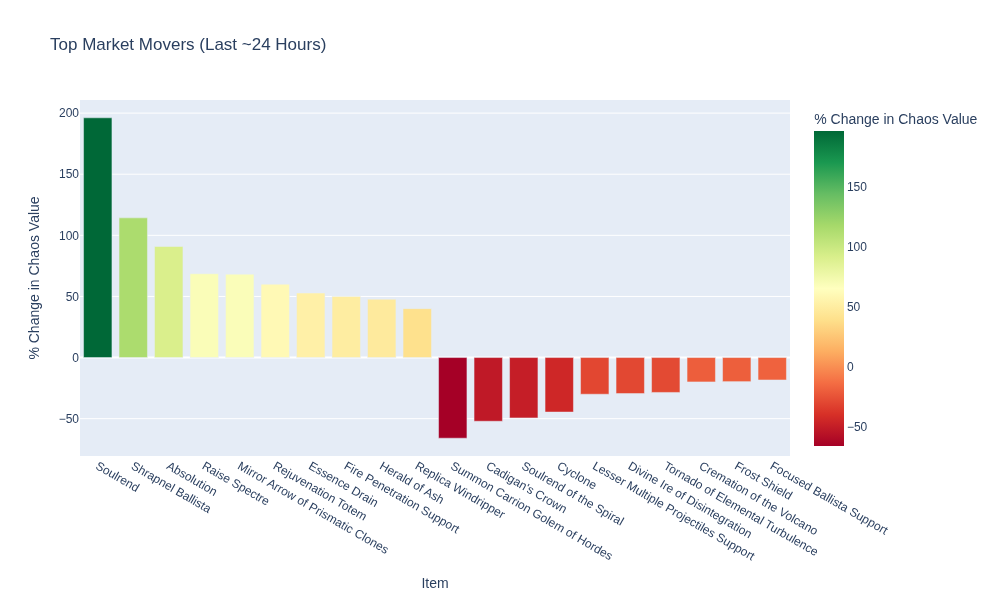 Top Market Movers (Last ~24 Hours)
% Change in Chaos Value
200
150
100
50
0
−50
% Change in Chaos Value
150
100
50
0
−50
Soulrend
Shrapnel Ballista
Absolution
Raise Spectre
Mirror Arrow of Prismatic Clones
Rejuvenation Totem
Essence Drain
Fire Penetration Support
Herald of Ash
Replica Windripper
Summon Carrion Golem of Hordes
Cadigan's Crown
Soulrend of the Spiral
Cyclone
Lesser Multiple Projectiles Support
Divine Ire of Disintegration
Tornado of Elemental Turbulence
Cremation of the Volcano
Frost Shield
Focused Ballista Support
Item